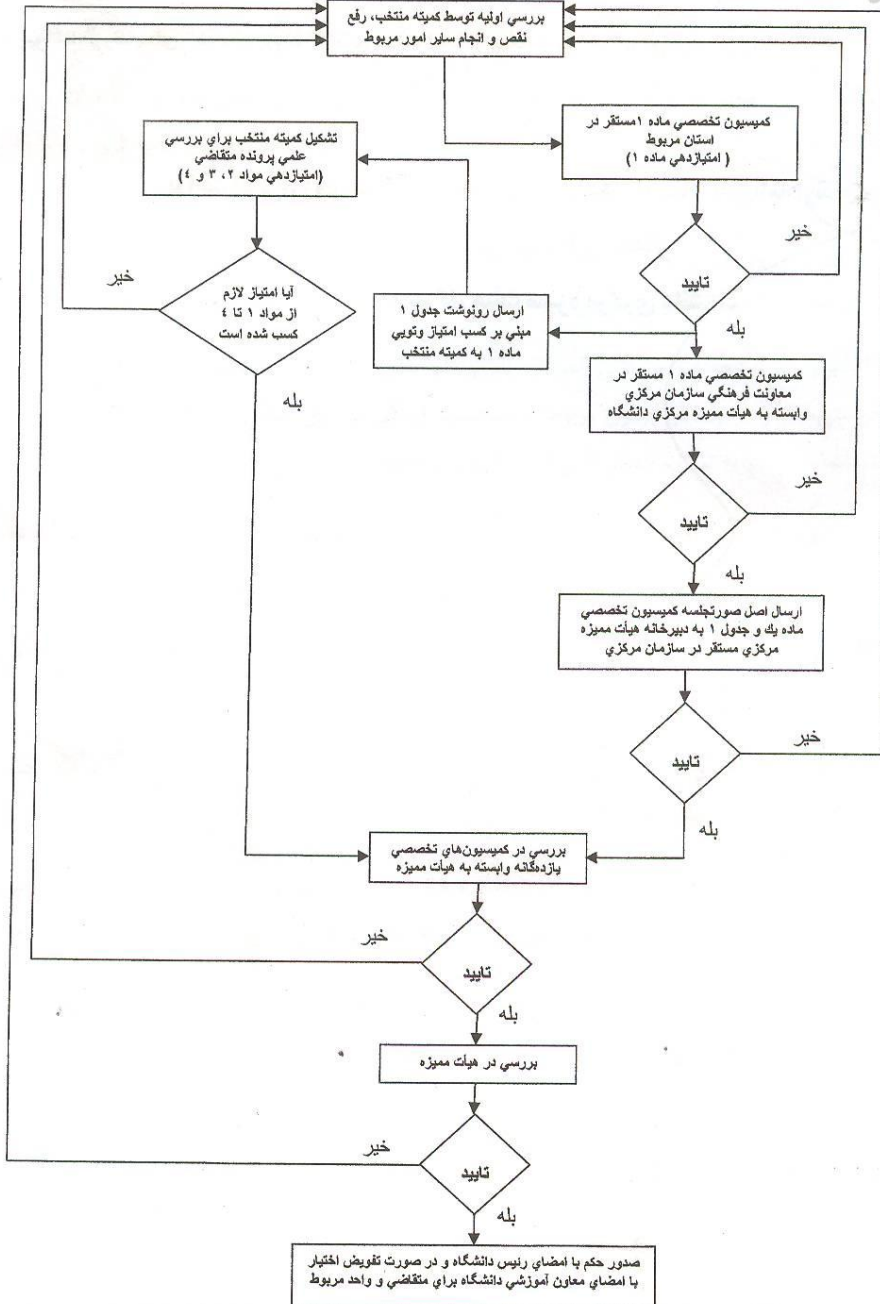 بررسي اوليه توسط كميته منتخب، رفع
نقص و انجام ساير امور مربوط
كميسيون تخصصي ماده ۱مستقر در
استان مربوط
( امتيازدهي ماده ۱)
تشكيل كميته منتخب براي بررسي
علمي پرونده متقاضي
(امتيازدهي مواد ۲، ۳ و ٤)
تاييد
خير
بله
آيا امتياز لازم
از مواد ۱ تا ٤
كسب شده است
خير
بله
ارسال رونوشت جدول ۱
مبني بر كسب امتياز وتويي
ماده ۱ به كميته منتخب
كميسيون تخصصي ماده ۱ مستقر در
معاونت فرهنگي سازمان مركزي
وابسته به هيأت مميزه مركزي دانشگاه
تاييد
خير
بله
ارسال اصل صورتجلسه كميسيون تخصصي
ماده يك و جدول ۱ به دبيرخانه هيأت مميزه
مركزي مستقر در سازمان مركزي
تاييد
خير
بله
بررسي در كميسيون‌هاي تخصصي
يازده‌گانه وابسته به هيأت مميزه
تاييد
خير
بله
بررسي در هيأت مميزه
تاييد
خير
بله
صدور حكم با امضاي رئيس دانشگاه و در صورت تفويض اختيار
با امضاي معاون آموزشي دانشگاه براي متقاضي و واحد مربوط